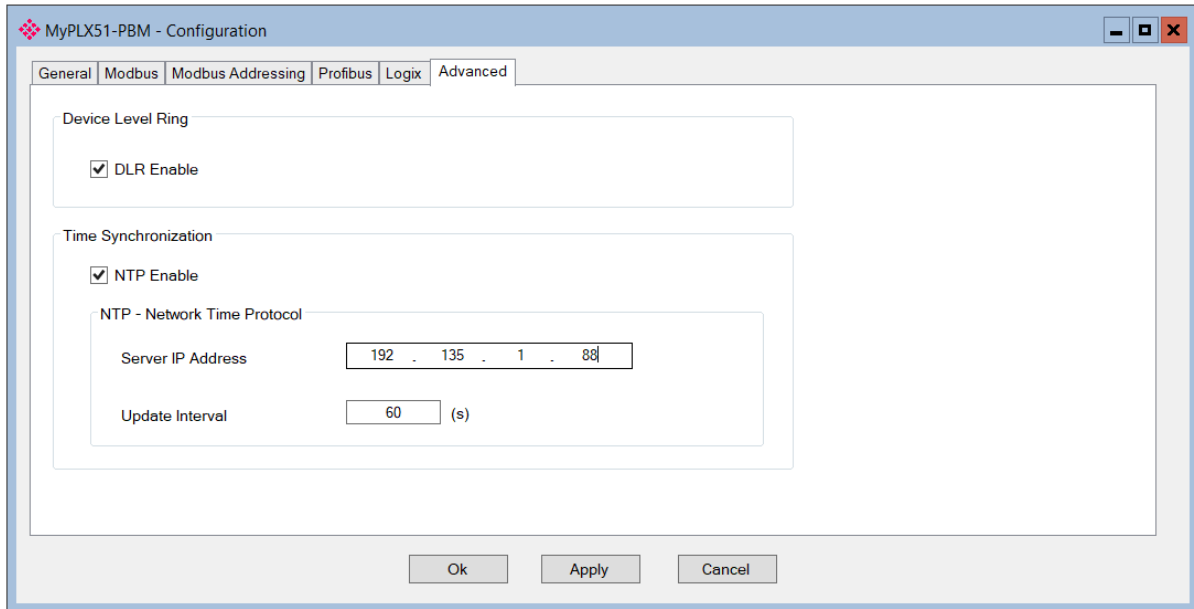 MyPLX51-PBM - Configuration
General Modbus Modbus Addressing Profibus Logix Advanced
Device Level Ring
DLR Enable
Time Synchronization
NTP Enable
NTP - Network Time Protocol
Server IP Address 192 . 135 . 1 . 88
Update Interval 60 (s)
Ok Apply Cancel